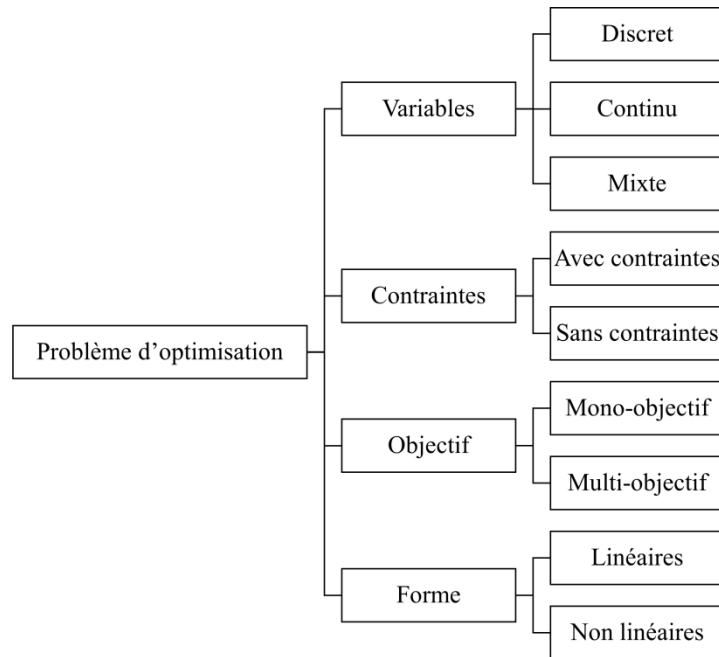 Problème d’optimisation
Variables
Discret
Continu
Mixte
Contraintes
Avec contraintes
Sans contraintes
Objectif
Mono-objectif
Multi-objectif
Forme
Linéaires
Non linéaires